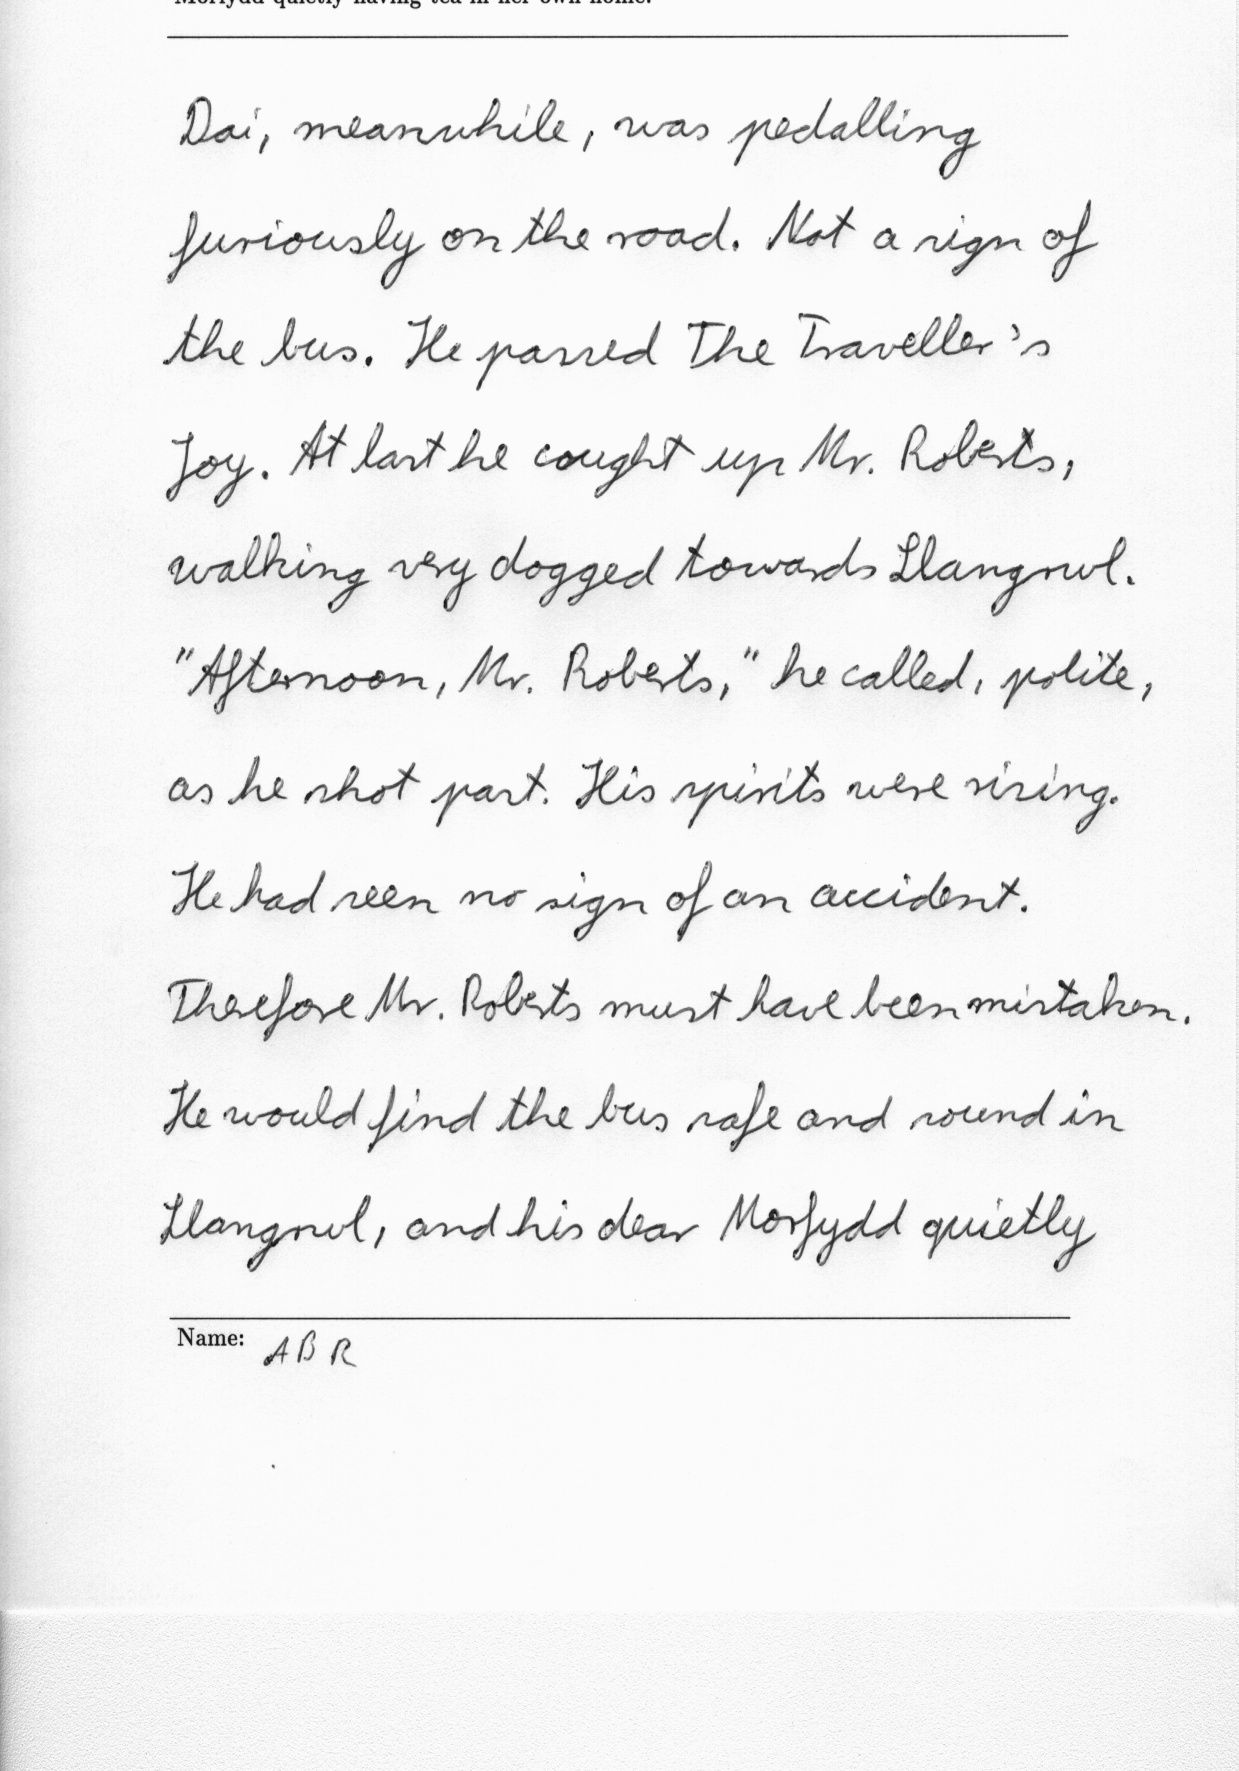 Morfydd quietly having tea in her own home.
Dai, meanwhile, was pedalling
furiously on the road. Not a sign of
the bus. He passed The Traveller's
Joy. At last he caught up Mr. Roberts,
walking very dogged towards Llangrwl.
"Afternoon, Mr. Roberts," he called, polite,
as he shot past. His spirits were rising.
He had seen no sign of an accident.
Therefore Mr. Roberts must have been mistaken.
He would find the bus safe and sound in
Llangrwl, and his dear Morfydd quietly
Name: ABR